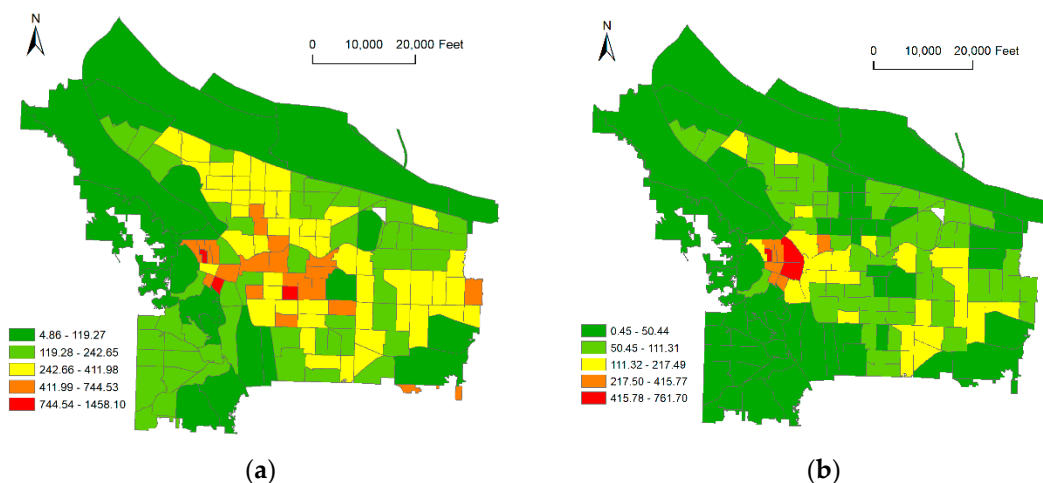 N
0 10,000 20,000 Feet
4.86 - 119.27
119.28 - 242.65
242.66 - 411.98
411.99 - 744.53
744.54 - 1458.10
(a)
N
0 10,000 20,000 Feet
0.45 - 50.44
50.45 - 111.31
111.32 - 217.49
217.50 - 415.77
415.78 - 761.70
(b)